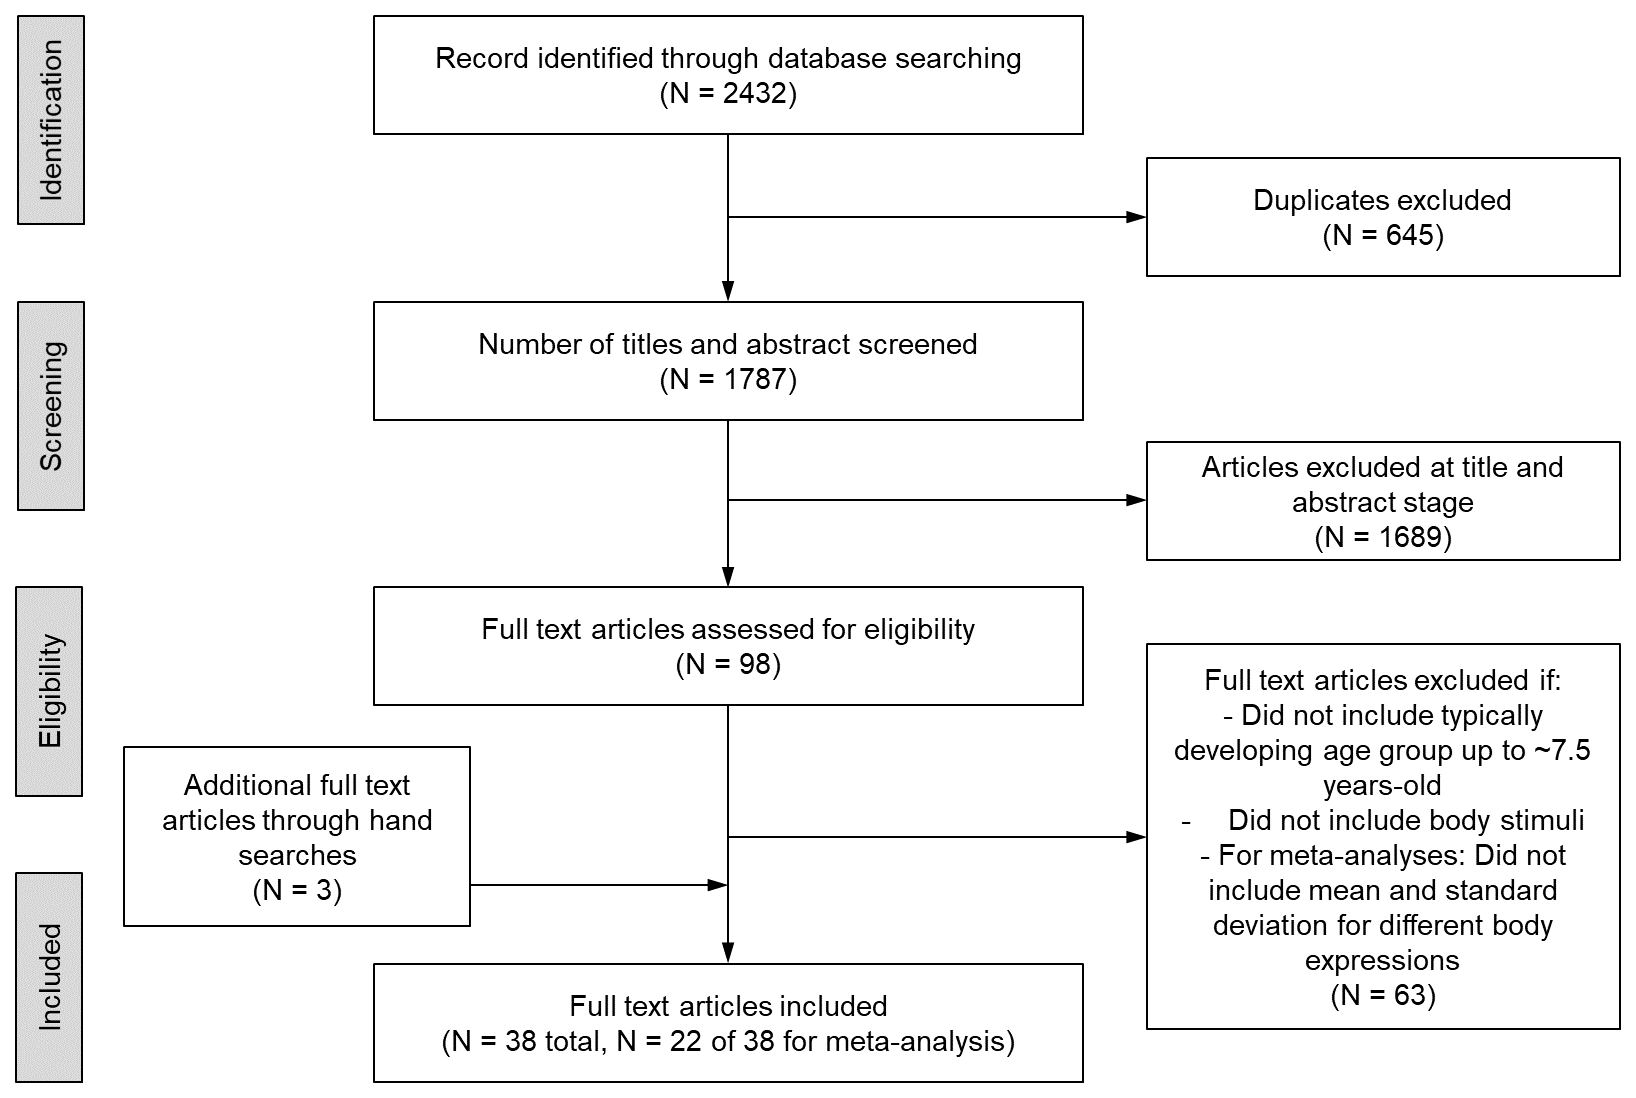 Identification
Record identified through database searching
(N = 2432)
Duplicates excluded
(N = 645)
Screening
Number of titles and abstract screened
(N = 1787)
Articles excluded at title and
abstract stage
(N = 1689)
Eligibility
Full text articles assessed for eligibility
(N = 98)
Full text articles excluded if:
- Did not include typically
developing age group up to ~7.5
years-old
- Did not include body stimuli
- For meta-analyses: Did not
include mean and standard
deviation for different body
expressions
(N = 63)
Additional full text
articles through hand
searches
(N = 3)
Included
Full text articles included
(N = 38 total, N = 22 of 38 for meta-analysis)